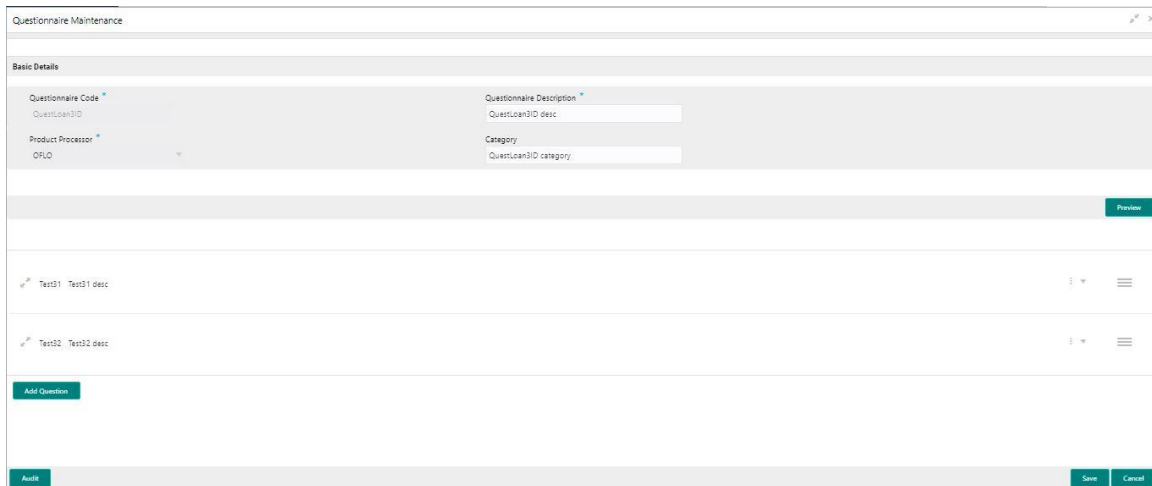 Questionnaire Maintenance
Basic Details
Questionnaire Code *
QuestLoan3ID
Questionnaire Description *
QuestLoan3ID desc
Product Processor *
OFLO
Category
QuestLoan3ID category
Preview
Test31 Test31 desc
Test32 Test32 desc
Add Question
Audit
Save Cancel